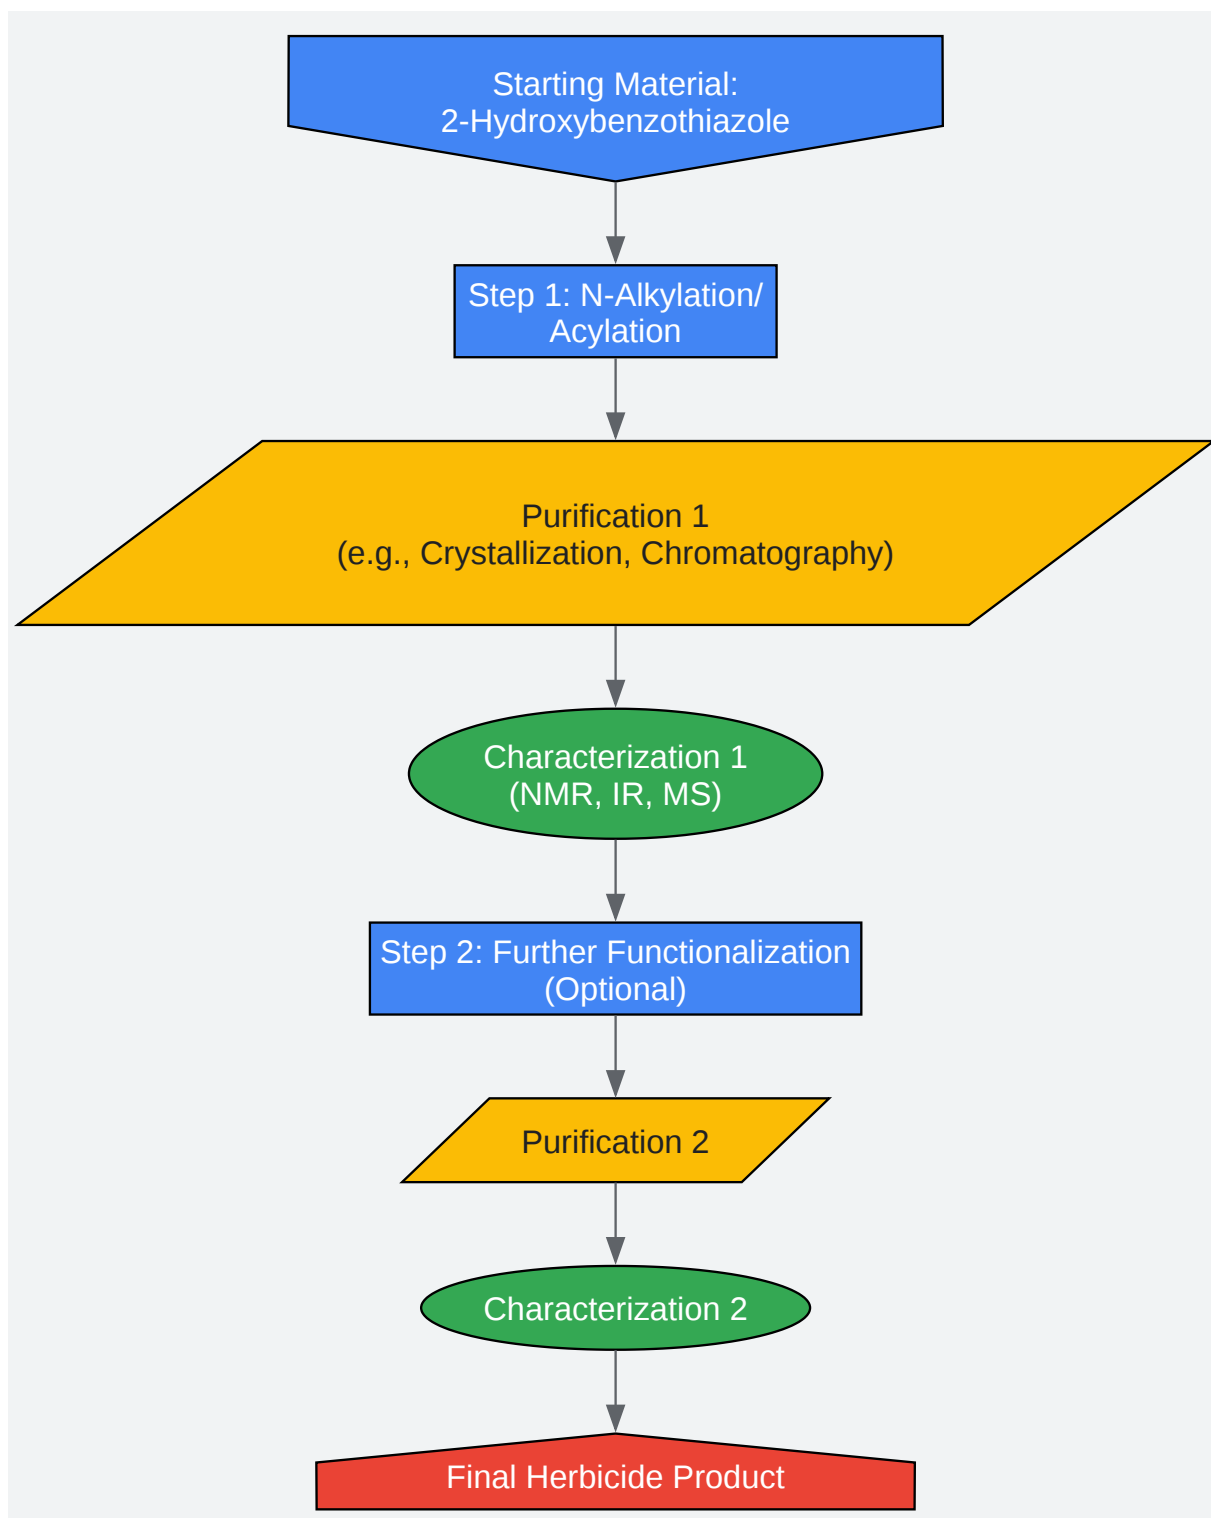 Starting Material:
2-Hydroxybenzothiazole
Step 1: N-Alkylation/
Acylation
Purification 1
(e.g., Crystallization, Chromatography)
Characterization 1
(NMR, IR, MS)
Step 2: Further Functionalization
(Optional)
Purification 2
Characterization 2
Final Herbicide Product